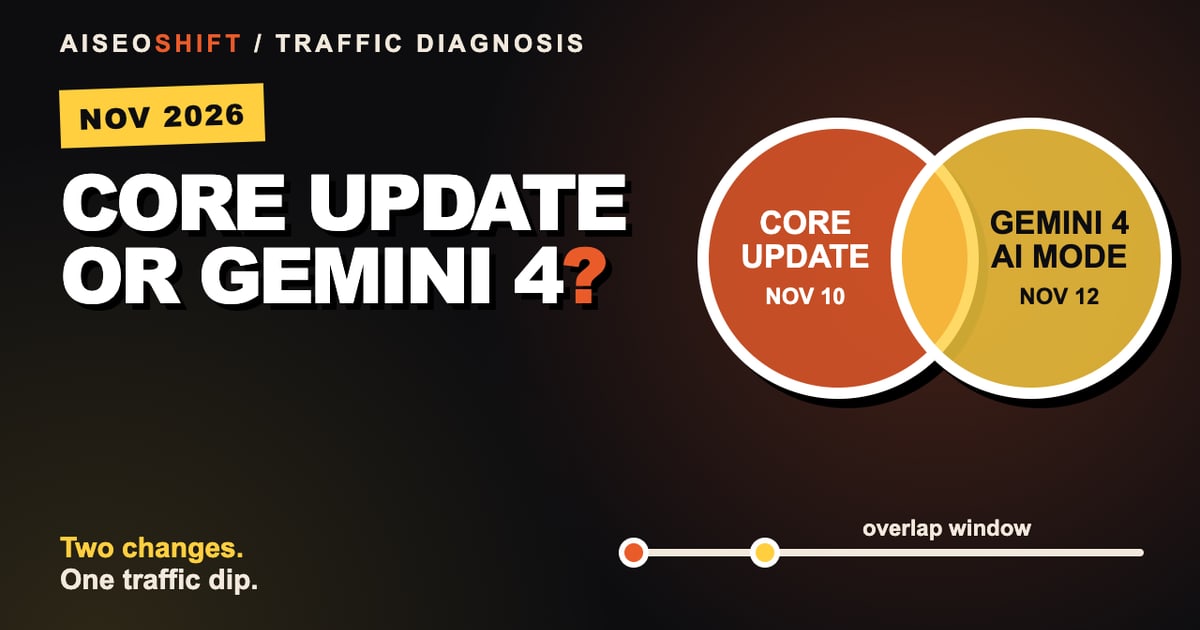 AISEOSHIFT / TRAFFIC DIAGNOSIS
NOV 2026
CORE UPDATE
OR GEMINI 4?
CORE
UPDATE
NOV 10
GEMINI 4
AI MODE
NOV 12
overlap window
Two changes.
One traffic dip.